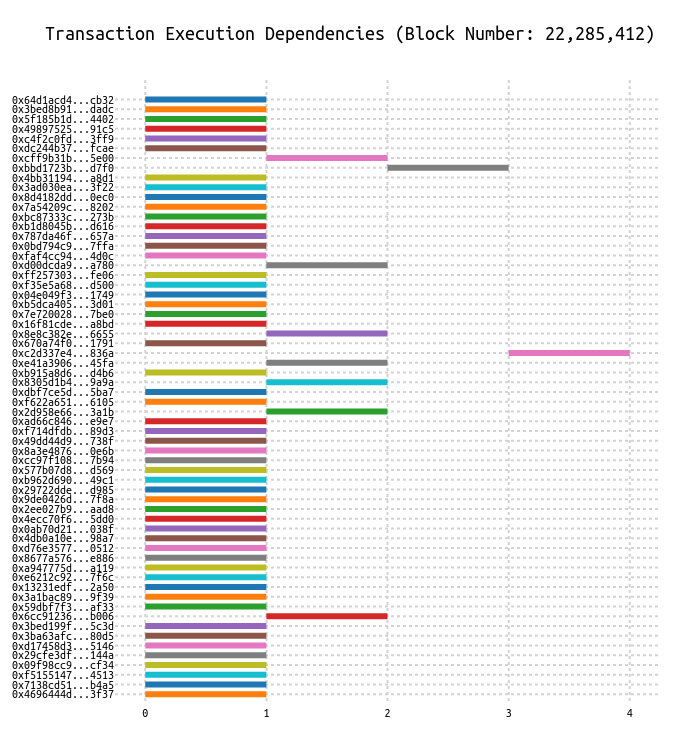 Transaction Execution Dependencies (Block Number: 22,285,412)
0x64d1acd4...cb32
0x3bed8b91...dadc
0x5f185b1d...4402
0x49897525...91c5
0xc4f2c0fd...3ff9
0xdc244b37...fcae
0xcff9b31b...5e00
0xbbd1723b...d7f0
0x4bb31194...a8d1
0x3ad030ea...3f22
0x8d4182dd...0ec0
0x7a54209c...8202
0xbc87333c...273b
0xb1d8045b...d616
0x787da46f...657a
0x0bd794c9...7ffa
0xfaf4cc94...4d0c
0xd00dcda9...a780
0xff257303...fe06
0xf35e5a68...d500
0x04e049f3...1749
0xb5dca405...3d01
0x7e720028...7be0
0x16f81cde...a8bd
0x8e8c382e...6655
0x670a74f0...1791
0xc2d337e4...836a
0xe41a3906...45fa
0xb915a8d6...d4b6
0x8305d1b4...9a9a
0xdbf7ce5d...5ba7
0xf622a651...6105
0x2d958e66...3a1b
0xad66c846...e9e7
0xf714dfdb...89d3
0x49dd44d9...738f
0x8a3e4876...0e6b
0xcc97f108...7b94
0x577b07d8...d569
0xb962d690...49c1
0x29722dde...d985
0x9de0426d...7f8a
0x2ee027b9...aad8
0x4ecc70f6...5dd0
0x0ab70d21...038f
0x4db0a10e...98a7
0xd76e3577...0512
0x8677a576...e886
0xa947775d...a119
0xe6212c92...7f6c
0x13231edf...2a50
0x3a1bac89...9f39
0x59dbf7f3...af33
0x6cc91236...b006
0x3bed199f...5c3d
0x3ba63afc...80d5
0xd17458d3...5146
0x29cfe3df...144a
0x09f98cc9...cf34
0xf5155147...4513
0x7138cd51...b4a5
0x4696444d...3f37
0 1 2 3 4